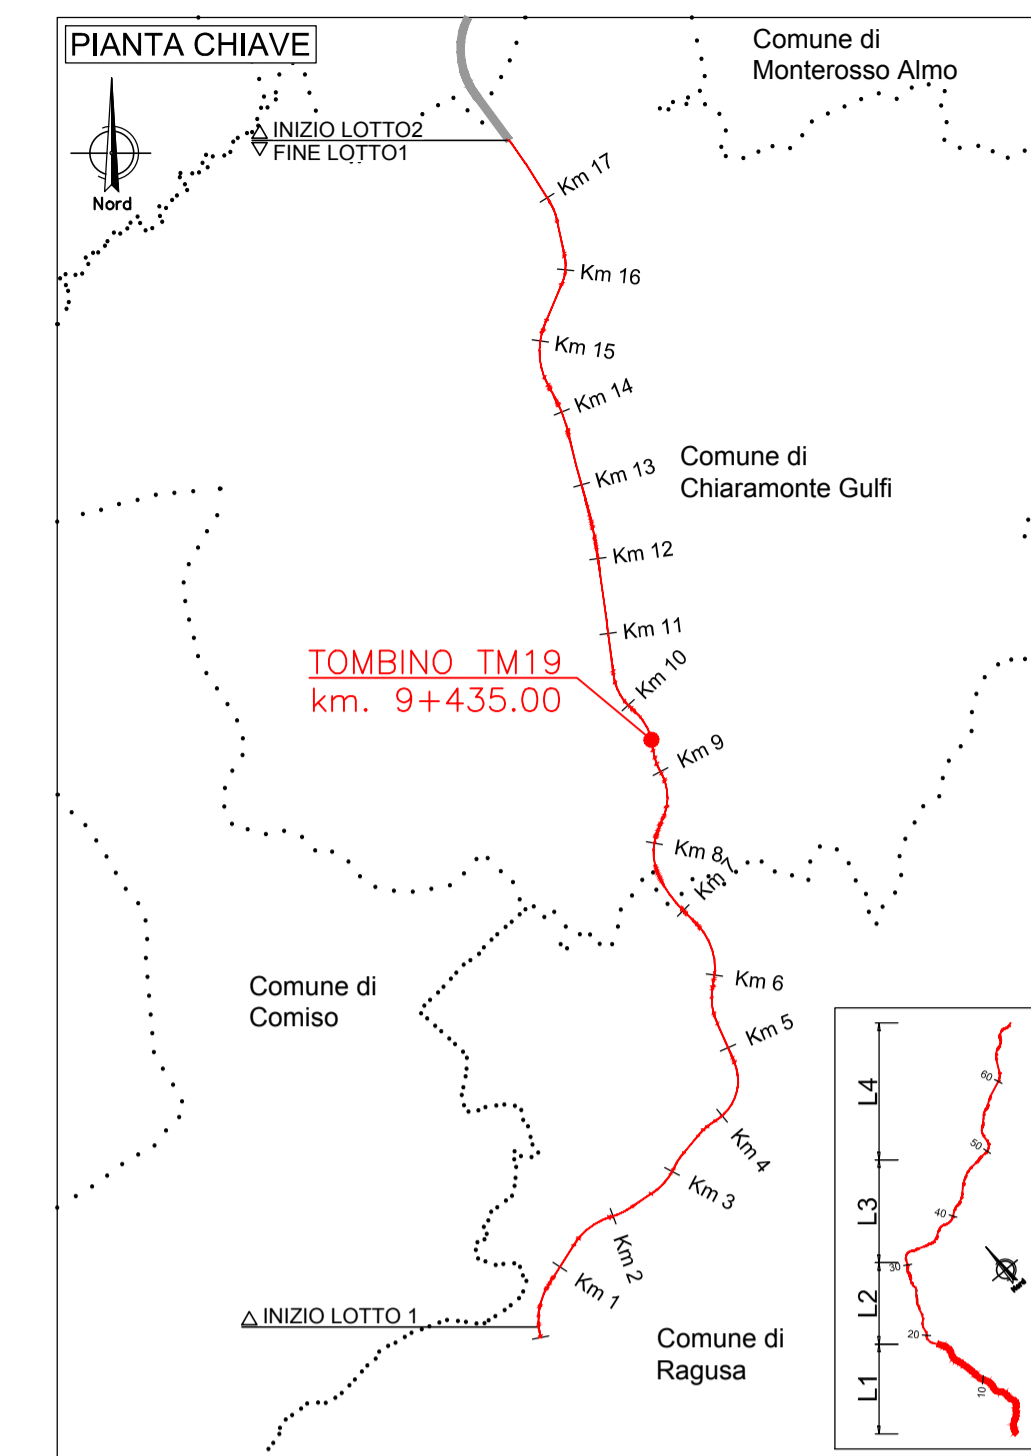 PIANTA CHIAVE
Comune di
Monterosso Almo
Nord
INIZIO LOTTO2
FINE LOTTO1
Km 17
Km 16
Km 15
Km 14
Km 13
Comune di
Chiaramonte Gulfi
Km 12
Km 11
Km 10
TOMBINO TM19
km. 9+435.00
Km 9
Km 8
Km 7
Km 6
Km 5
Comune di
Comiso
Km 4
Km 3
Km 2
Km 1
INIZIO LOTTO 1
Comune di
Ragusa
L4
60
50
L3
40
30
L2
20
L1
10